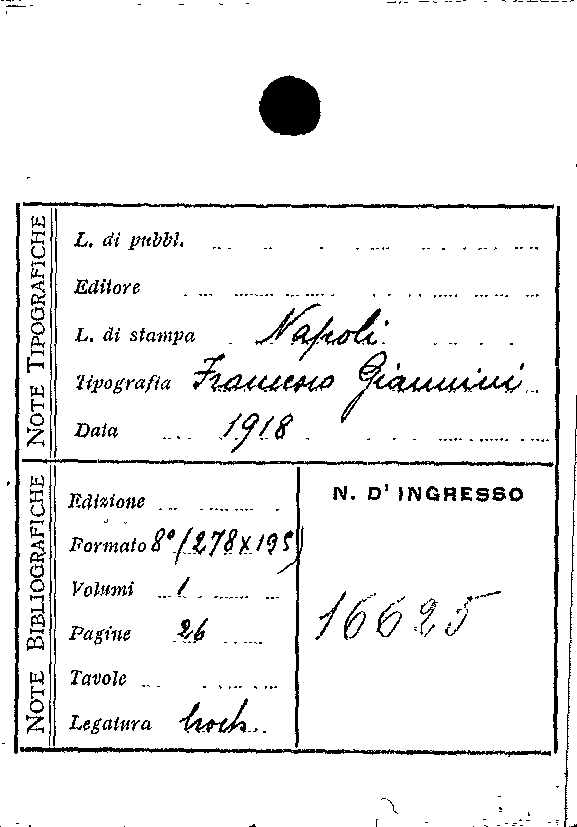 NOTE TIPOGRAFICHE
L. di pubbl.
Editore
L. di stampa Napoli
Tipografia Francesco Giannini
Data 1918
NOTE BIBLIOGRAFICHE
Edizione
Formato 8° (278 x 195)
Volumi 1
Pagine 26
Tavole
Legatura broch.
N. D' INGRESSO
16625